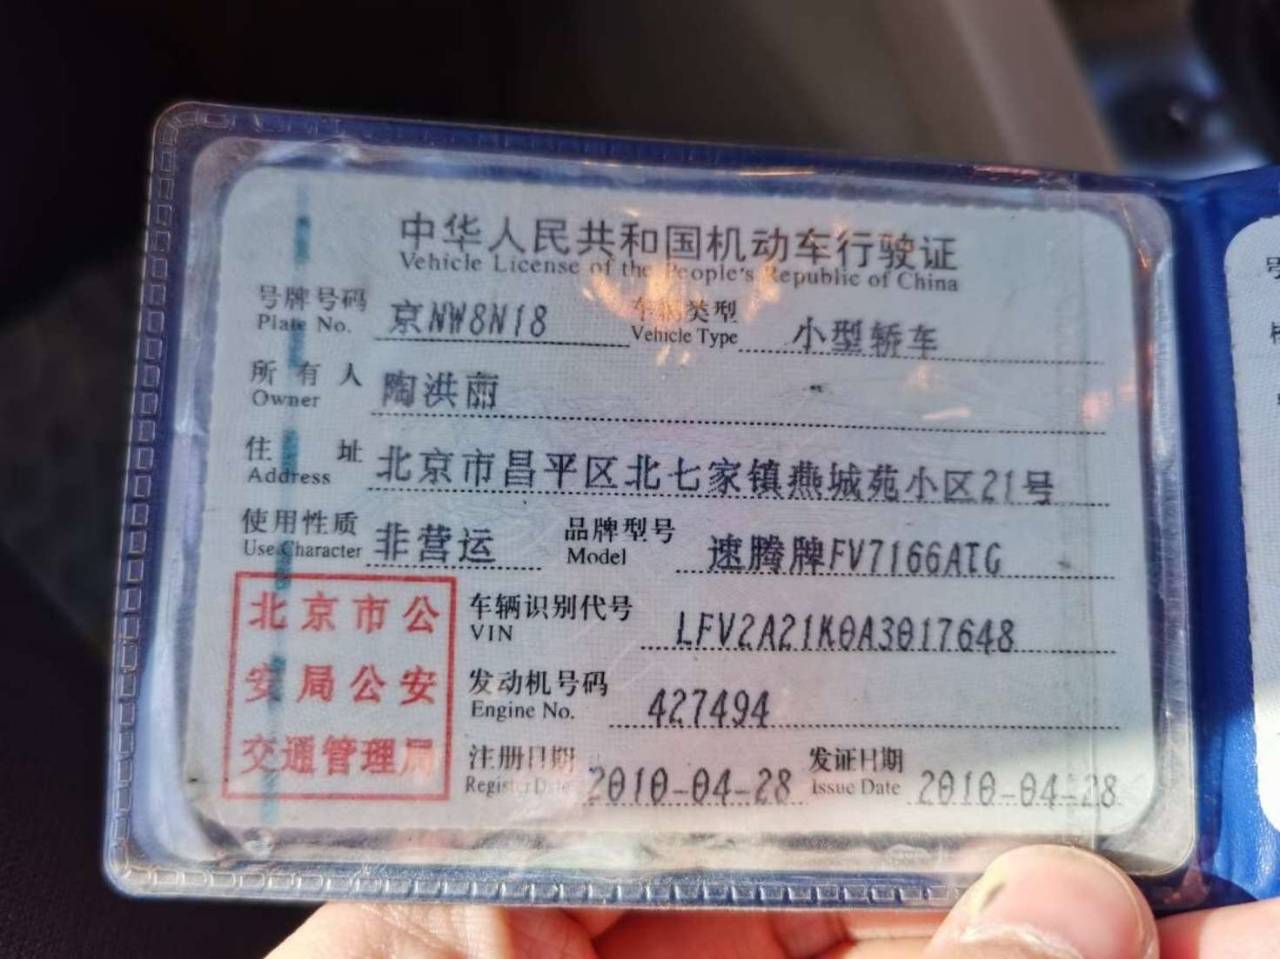 中华人民共和国机动车行驶证
Vehicle License of the People's Republic of China
号牌号码 京NW8N18 车辆类型 小型轿车
Plate No. Vehicle Type
所有人 陶洪丽
Owner
住址 北京市昌平区北七家镇燕城苑小区21号
Address
使用性质 非营运 品牌型号 速腾牌FV7166ATG
Use Character Model
北京市公
安局公安
交通管理局
车辆识别代号 LFV2A21K0A3017648
VIN
发动机号码 427494
Engine No.
注册日期 2010-04-28 发证日期 2010-04-28
Register Date Issue Date
号